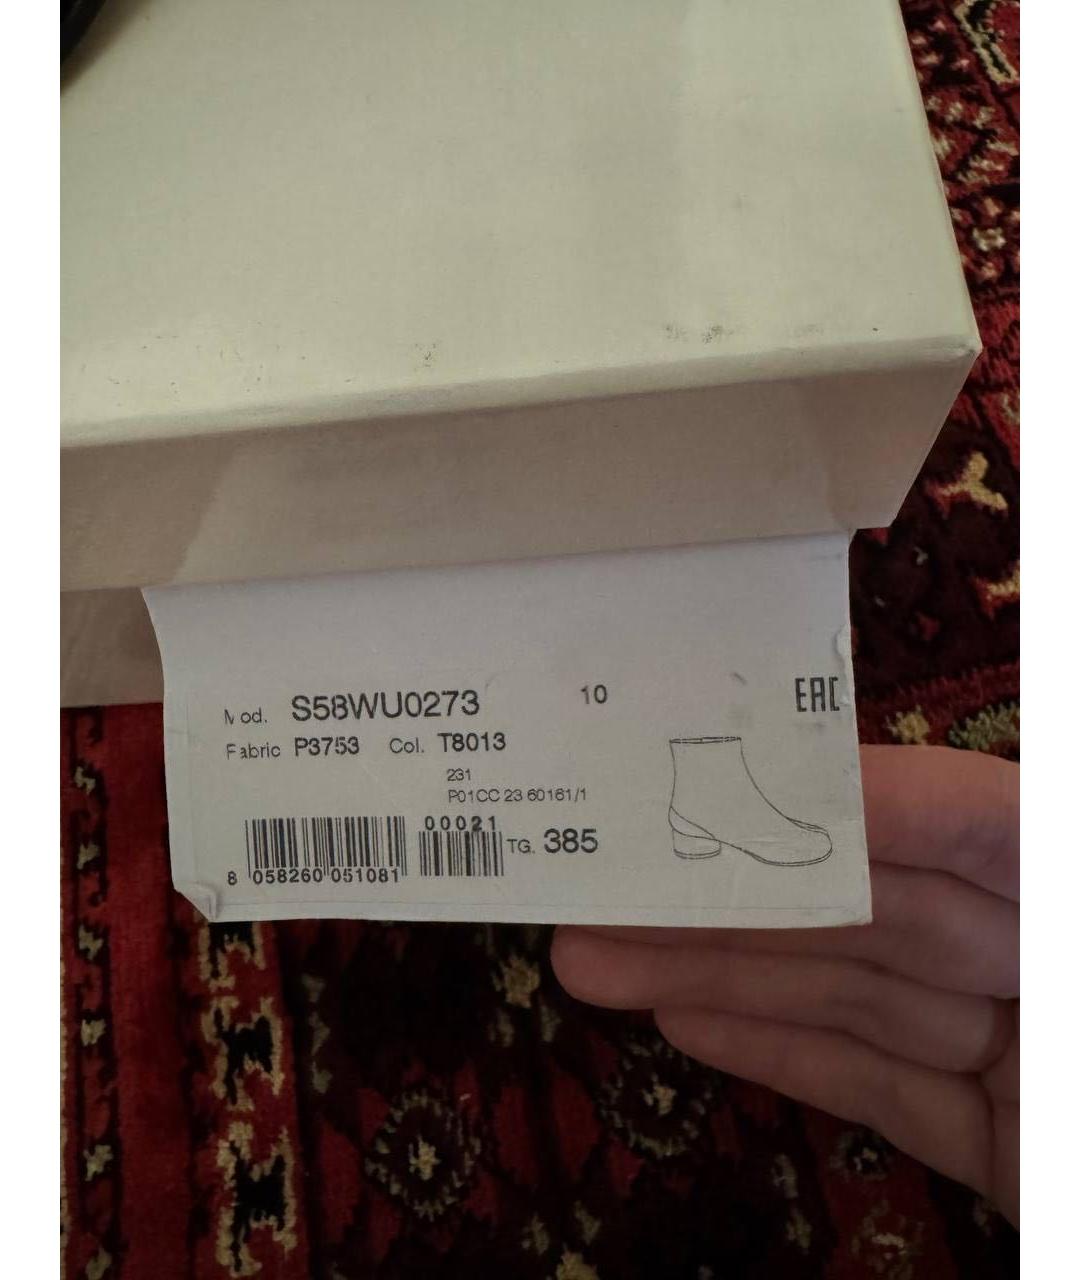 Mod. S58WU0273 10 EAC
Fabric P3753 Col. T8013
231
P01CC 23 60161/1
00021
TG. 385
8 058260 051081